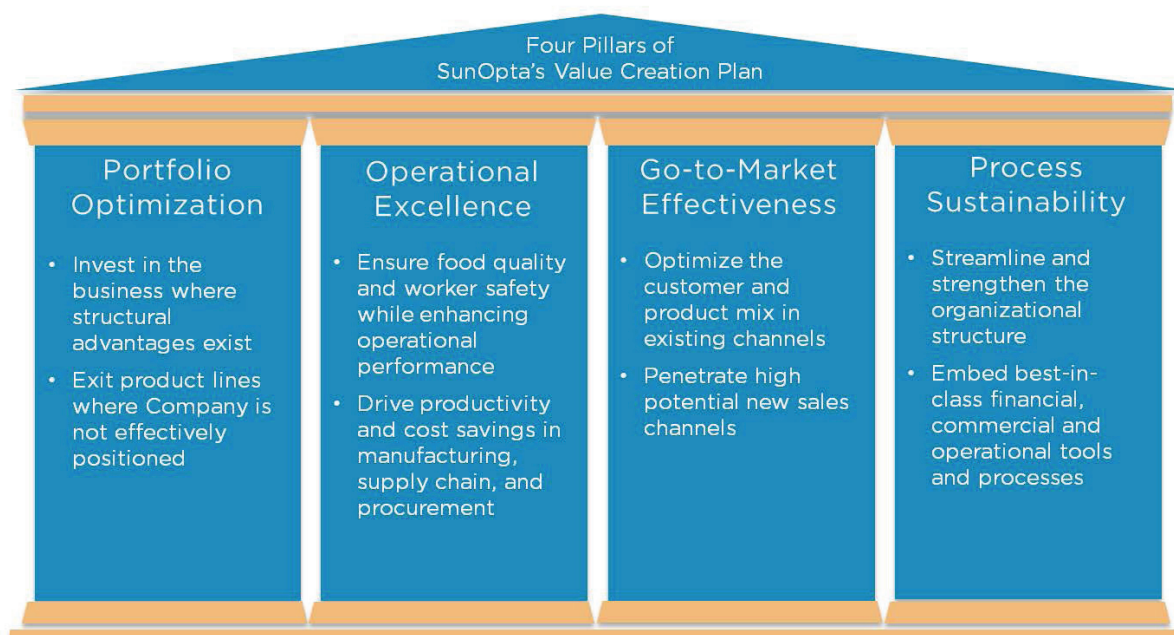 Four Pillars of
SunOpta's Value Creation Plan
Portfolio
Optimization
• Invest in the
business where
structural
advantages exist
• Exit product lines
where Company is
not effectively
positioned
Operational
Excellence
• Ensure food quality
and worker safety
while enhancing
operational
performance
• Drive productivity
and cost savings in
manufacturing,
supply chain, and
procurement
Go-to-Market
Effectiveness
• Optimize the
customer and
product mix in
existing channels
• Penetrate high
potential new sales
channels
Process
Sustainability
• Streamline and
strengthen the
organizational
structure
• Embed best-in-
class financial,
commercial and
operational tools
and processes